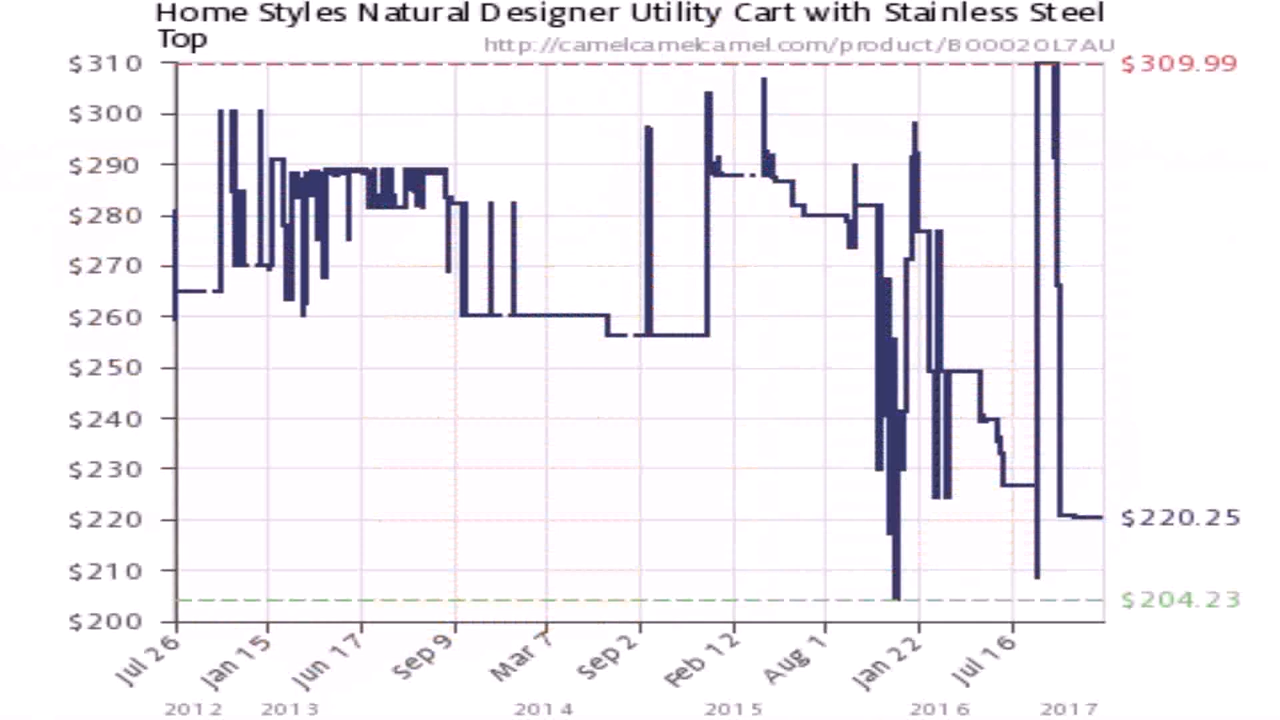 Home Styles Natural Designer Utility Cart with Stainless Steel
Top
http://camelcamelcamel.com/product/B00020L7AU
$310
$309.99
$300
$290
$280
$270
$260
$250
$240
$230
$220
$220.25
$210
$204.23
$200
Jul 26
Jan 15
Jun 17
Sep 9
Mar 7
Sep 2
Feb 12
Aug 1
Jan 22
Jul 16
2012 2013 2014 2015 2016 2017